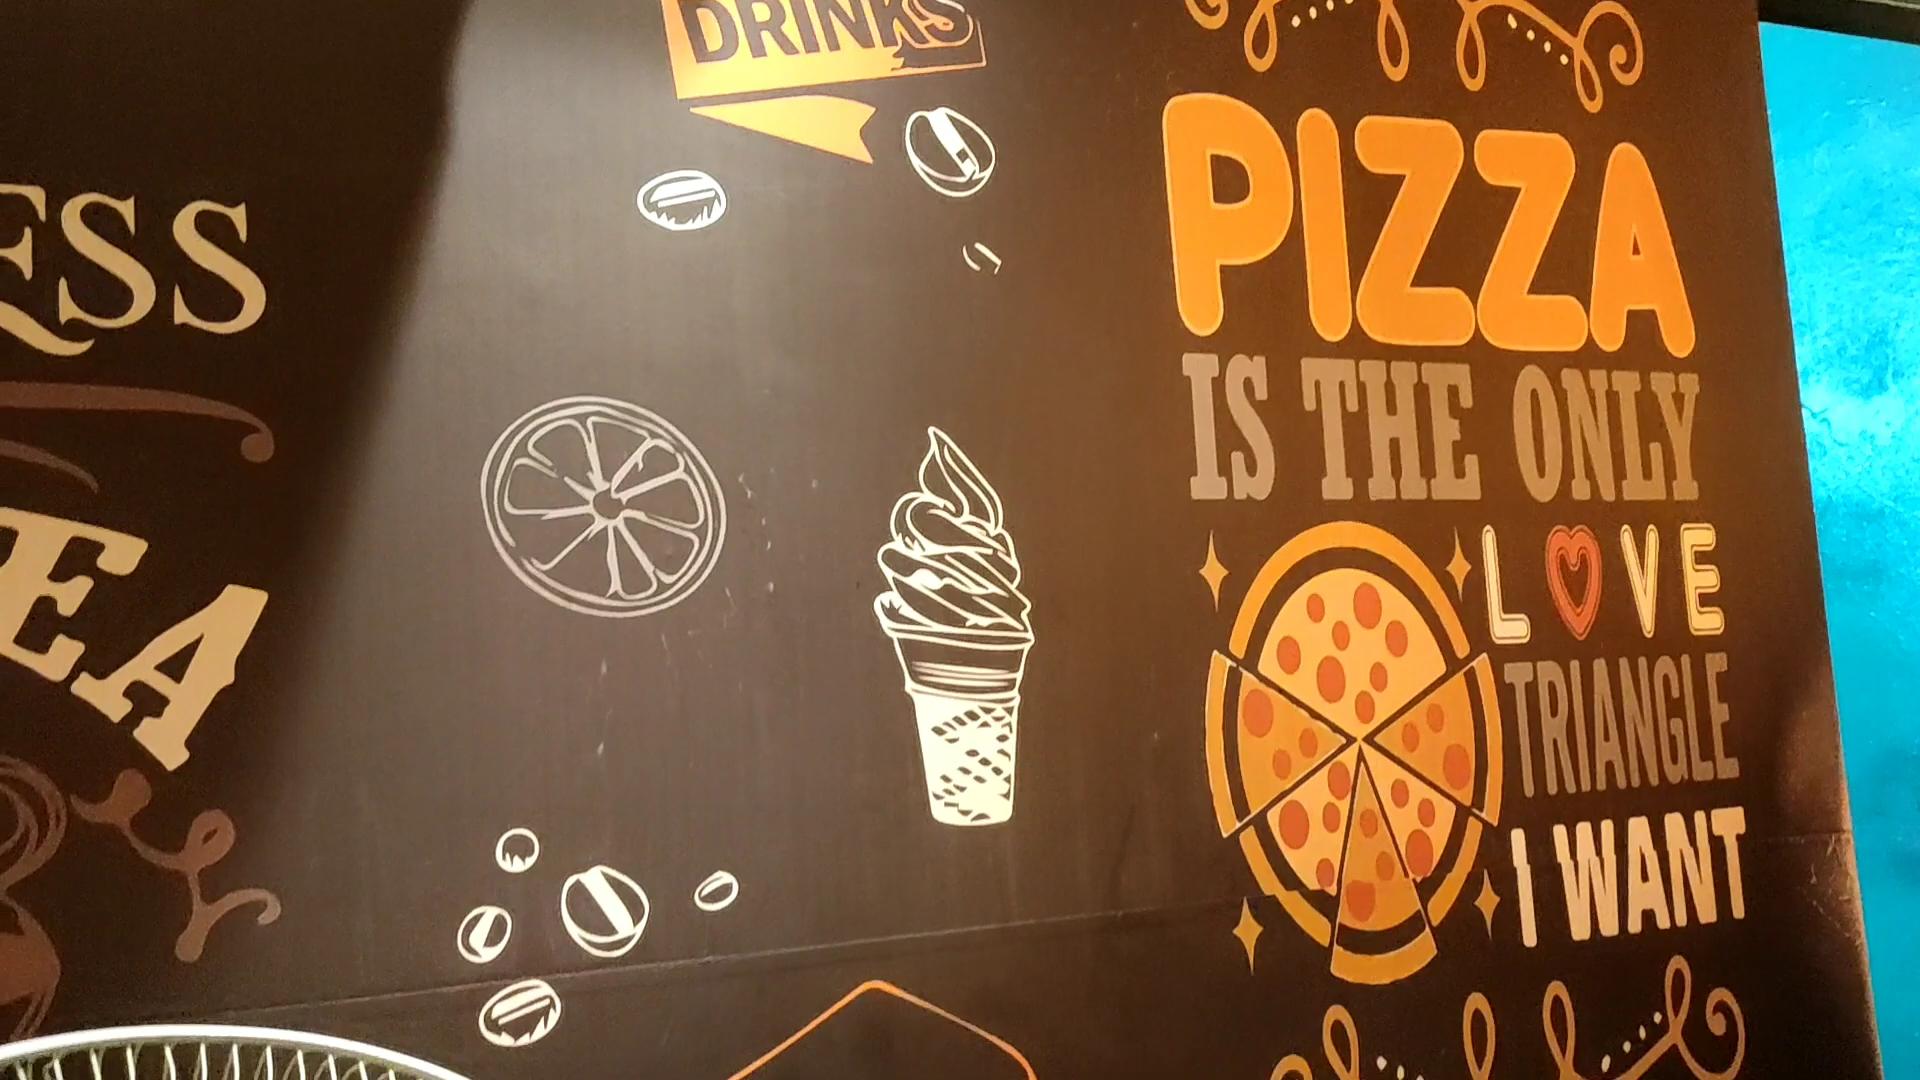 DRINKS
ESS
EA
PIZZA
IS THE ONLY
LOVE
TRIANGLE
I WANT